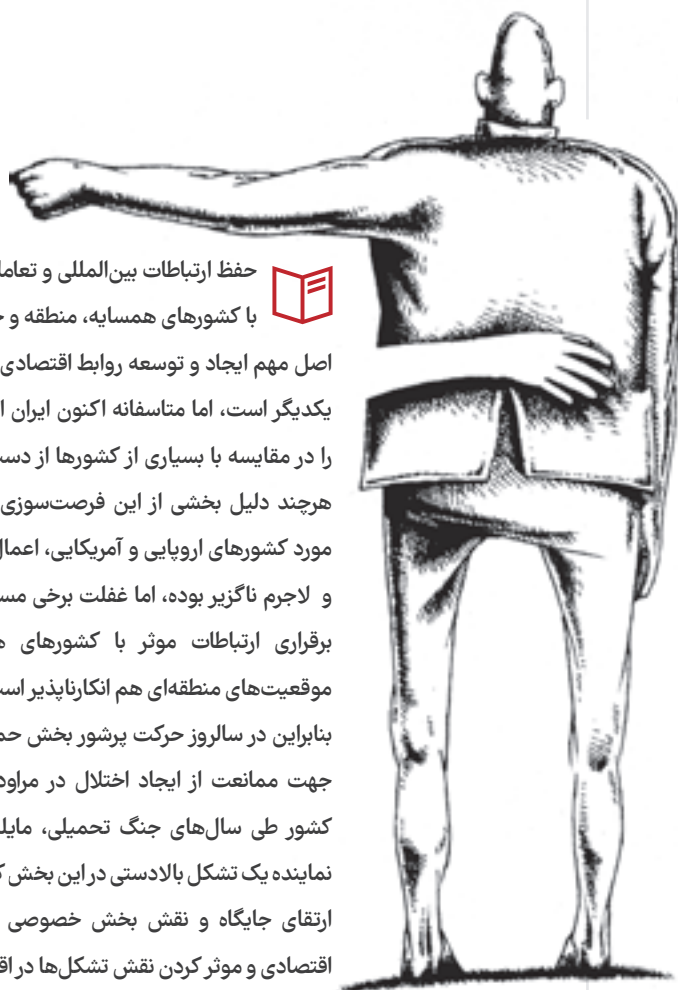 حفظ ارتباطات بین‌المللی و
با کشورهای همسایه، منطقه و
اصل مهم ایجاد و توسعه روابط اقتصادی
یکدیگر است، اما متاسفانه اکنون ایران
را در مقایسه با بسیاری از کشورها از
هرچند دلیل بخشی از این فرصت‌سوزی
مورد کشورهای اروپایی و آمریکایی،
و لاجرم ناگزیر بوده، اما غفلت برخی
برقراری ارتباطات موثر با کشورهای
موقعیت‌های منطقه‌ای هم انکارناپذیر
بنابراین در سالروز حرکت پرشور بخش
جهت ممانعت از ایجاد اختلال در
کشور طی سال‌های جنگ تحمیلی،
نماینده یک تشکل بالادستی در این بخش
ارتقای جایگاه و نقش بخش خصوصی
اقتصادی و موثر کردن نقش تشکل‌ها در